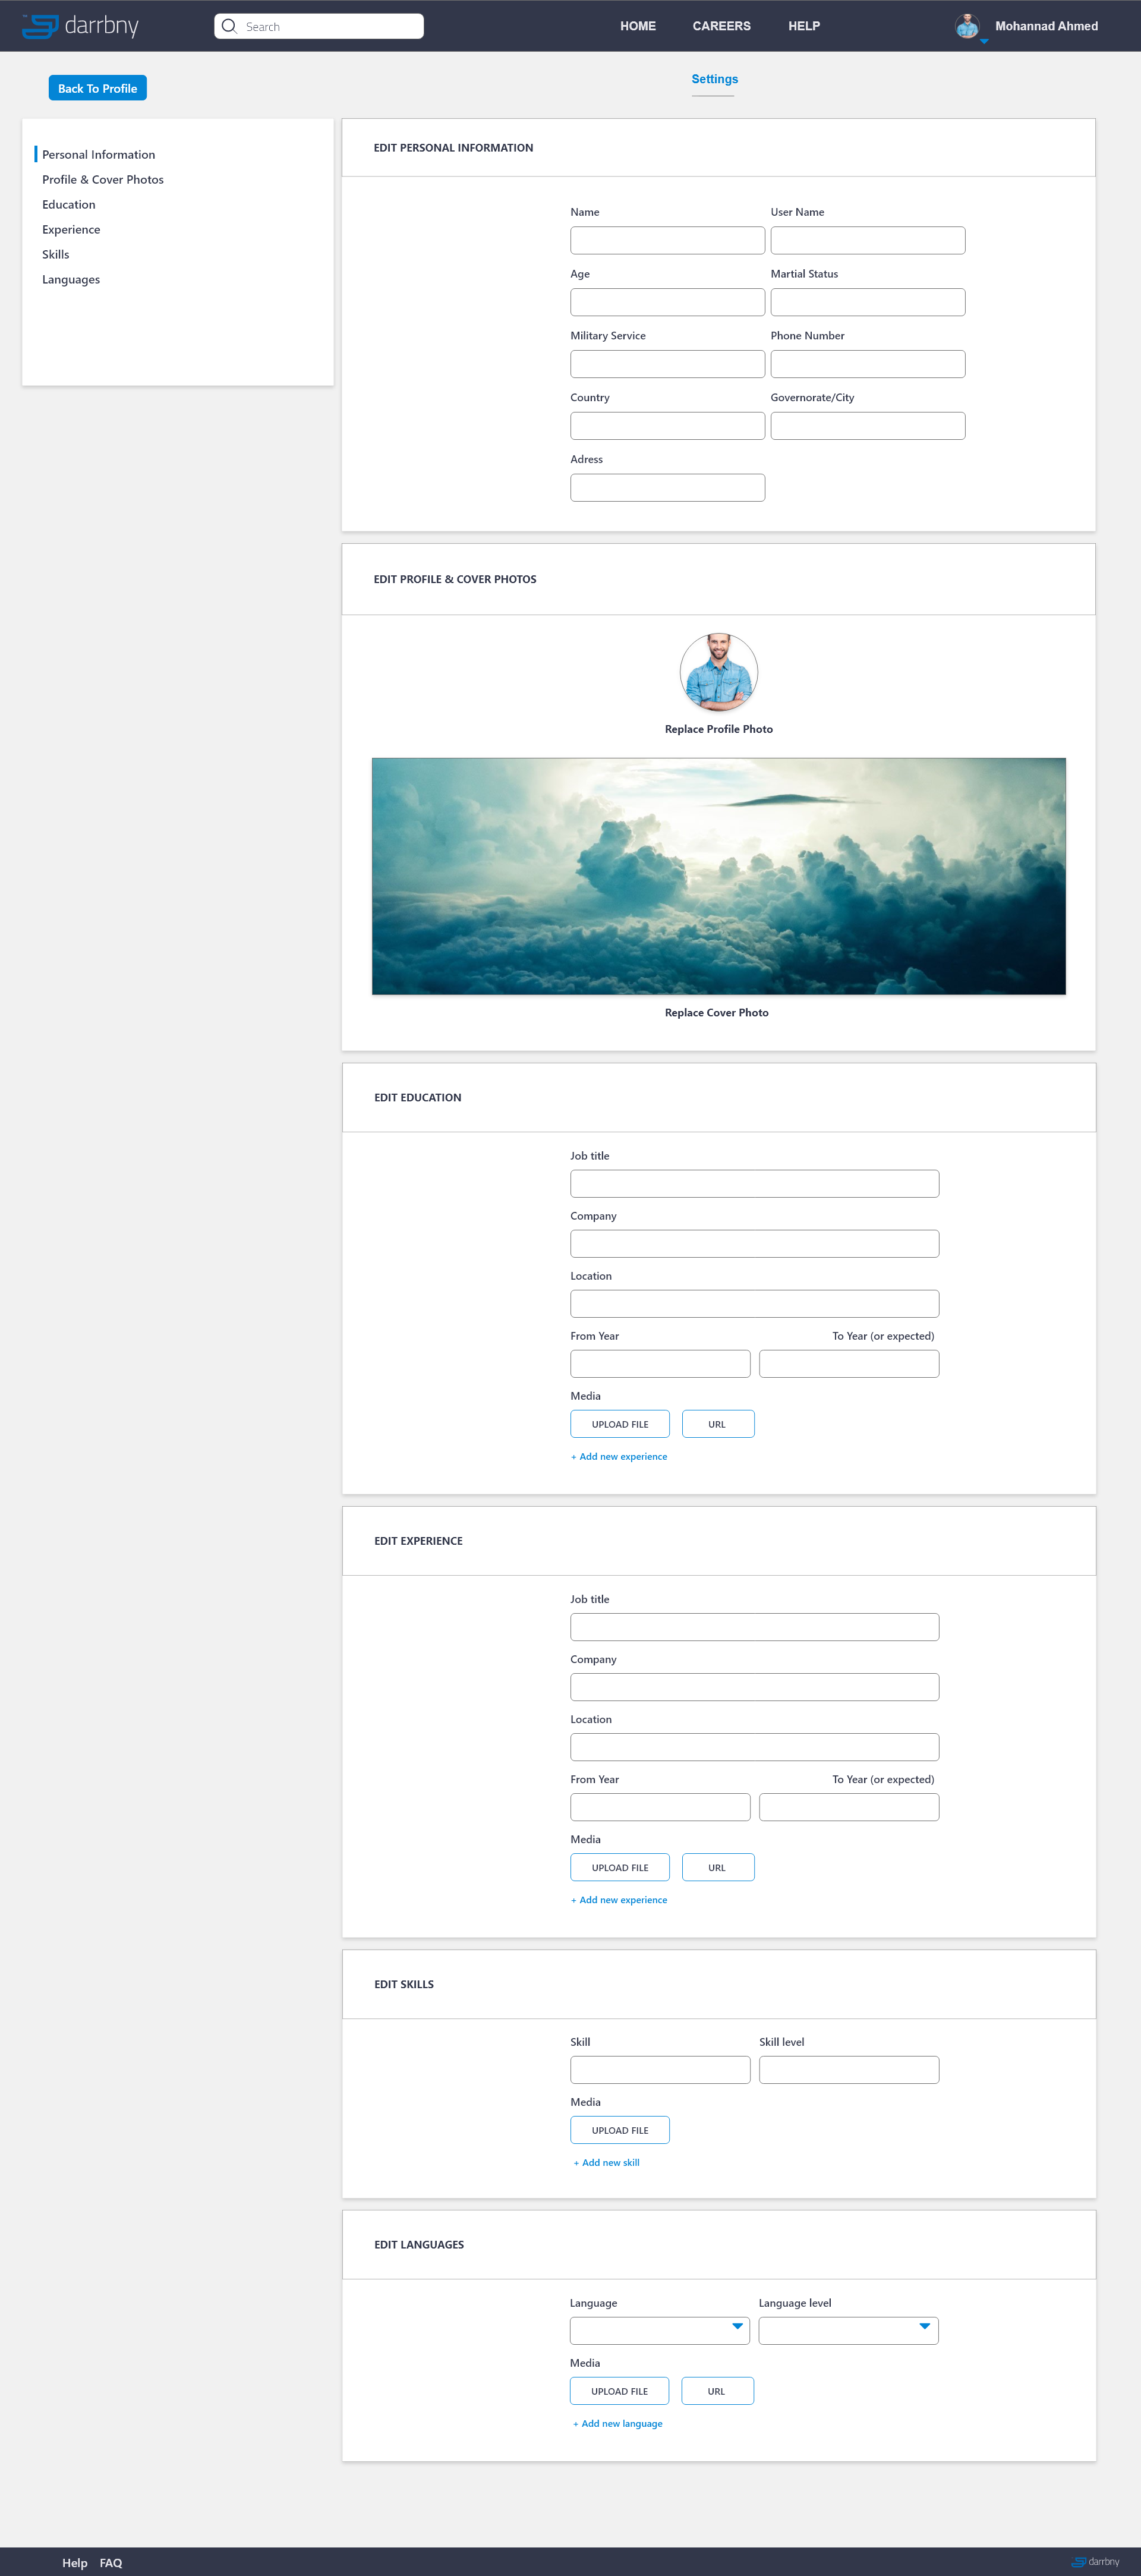 darrbny
Search
HOME CAREERS HELP
Mohannad Ahmed
Back To Profile
Settings
Personal Information
Profile & Cover Photos
Education
Experience
Skills
Languages
EDIT PERSONAL INFORMATION
Name User Name
Age Martial Status
Military Service Phone Number
Country Governorate/City
Adress
EDIT PROFILE & COVER PHOTOS
Replace Profile Photo
Replace Cover Photo
EDIT EDUCATION
Job title
Company
Location
From Year To Year (or expected)
Media
UPLOAD FILE URL
+ Add new experience
EDIT EXPERIENCE
Job title
Company
Location
From Year To Year (or expected)
Media
UPLOAD FILE URL
+ Add new experience
EDIT SKILLS
Skill Skill level
Media
UPLOAD FILE
+ Add new skill
EDIT LANGUAGES
Language Language level
Media
UPLOAD FILE URL
+ Add new language
Help FAQ
darrbny